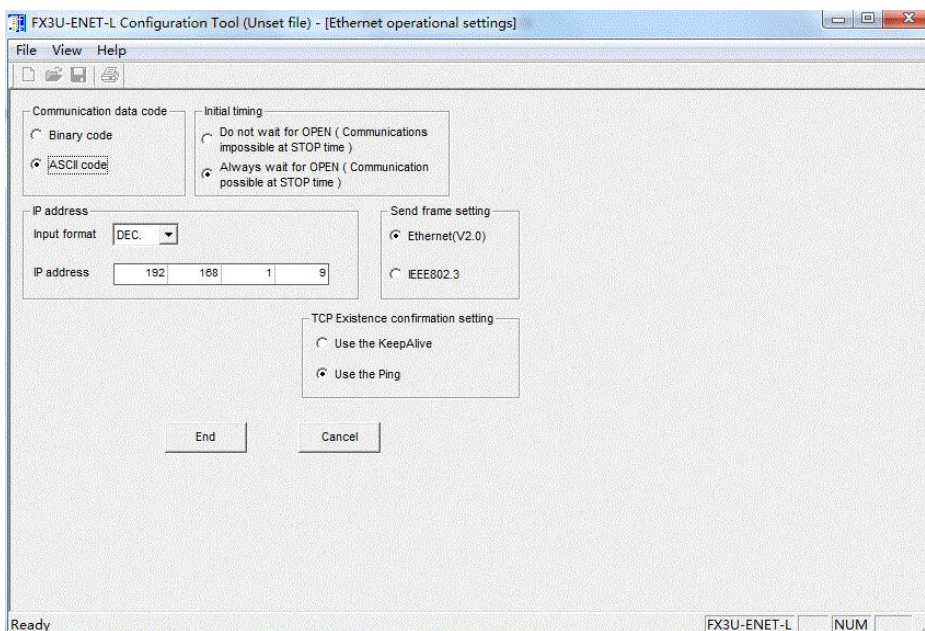 FX3U-ENET-L Configuration Tool (Unset file) - [Ethernet operational settings]
File View Help
Communication data code
Binary code
ASCII code
Initial timing
Do not wait for OPEN ( Communications
impossible at STOP time )
Always wait for OPEN ( Communication
possible at STOP time )
IP address
Input format DEC.
IP address 192 168 1 9
Send frame setting
Ethernet(V2.0)
IEEE802.3
TCP Existence confirmation setting
Use the KeepAlive
Use the Ping
End Cancel
Ready FX3U-ENET-L NUM